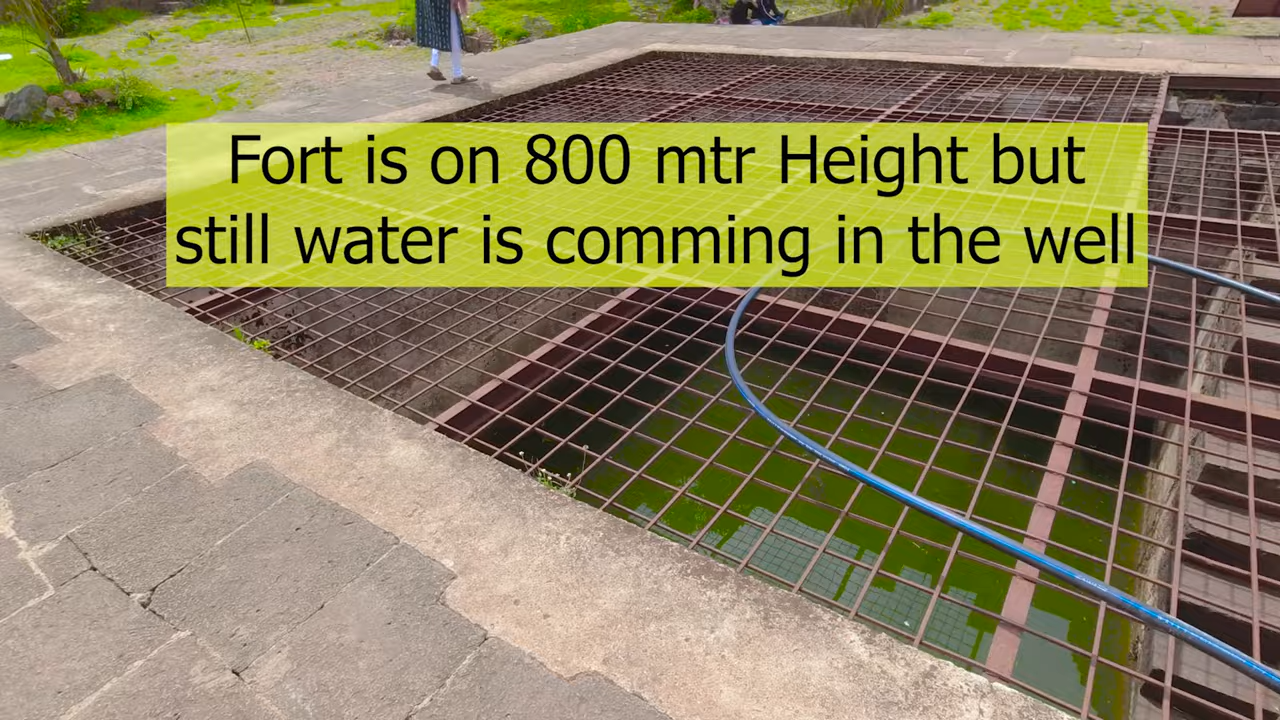 Fort is on 800 mtr Height but
still water is comming in the well